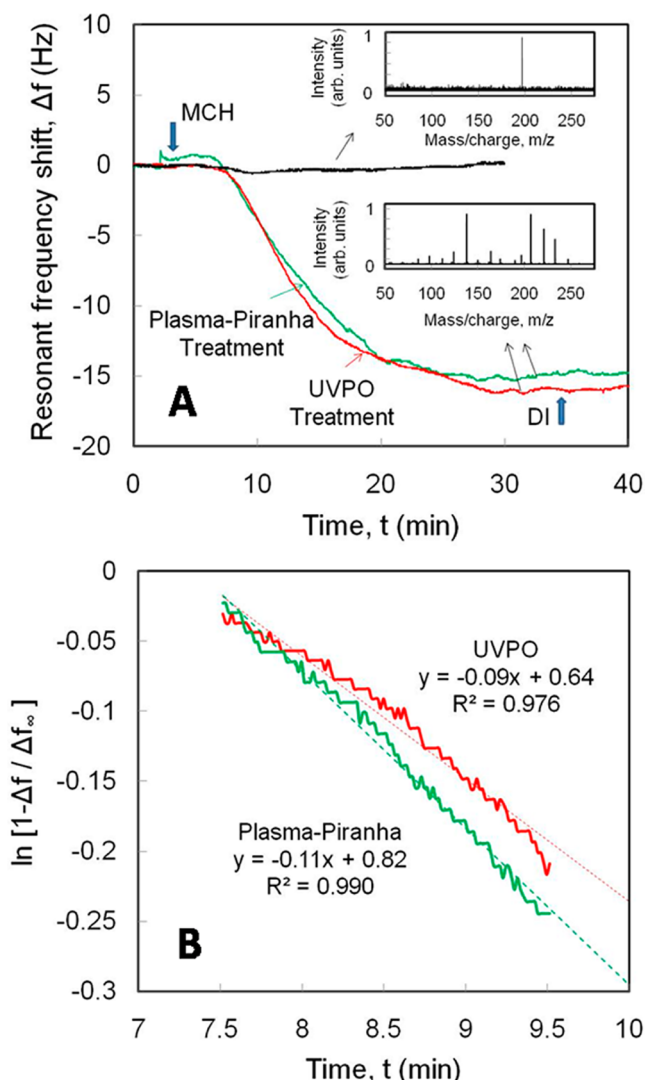 10
5
0
-5
-10
-15
-20
Resonant frequency shift, Δf (Hz)
MCH
Intensity
(arb. units)
1
0
50 100 150 200 250
Mass/charge, m/z
Intensity
(arb. units)
1
0
50 100 150 200 250
Mass/charge, m/z
Plasma-Piranha
Treatment
UVPO
Treatment
DI
A
0 10 20 30 40
Time, t (min)
0
-0.05
-0.1
-0.15
-0.2
-0.25
-0.3
ln [1-Δf / Δf∞ ]
UVPO
y = -0.09x + 0.64
R² = 0.976
Plasma-Piranha
y = -0.11x + 0.82
R² = 0.990
B
7 7.5 8 8.5 9 9.5 10
Time, t (min)